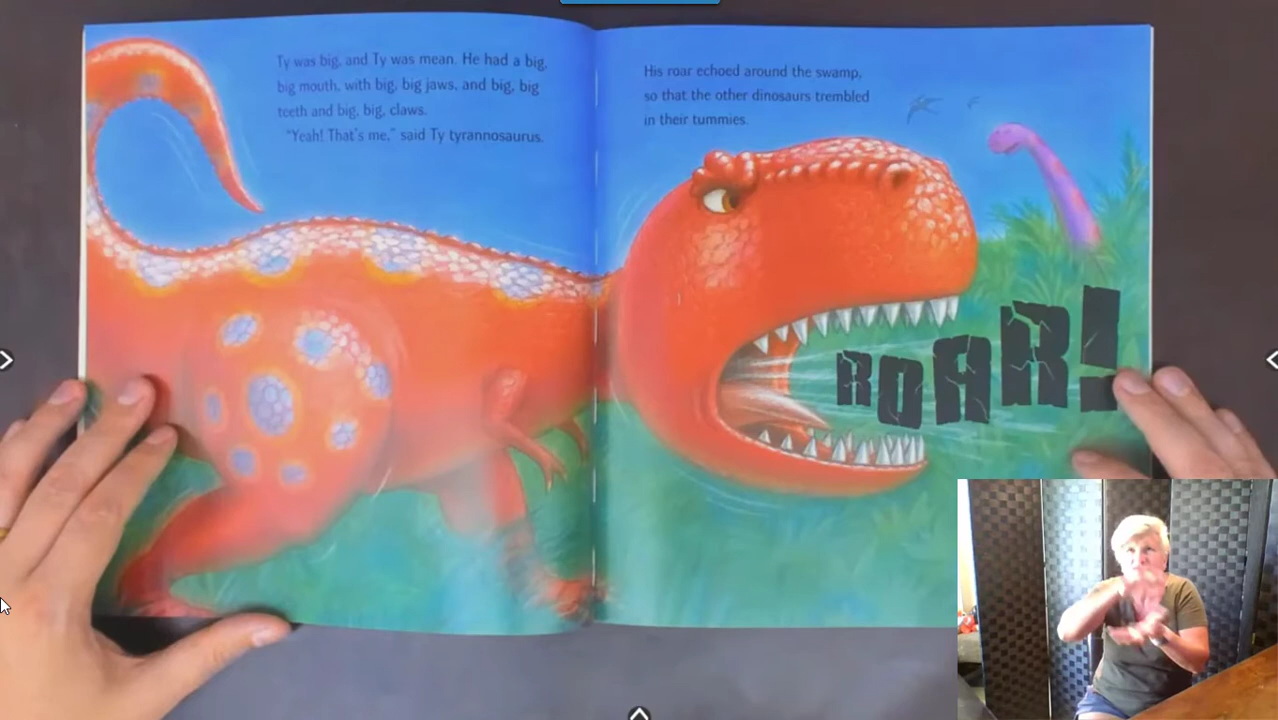 Ty was big, and Ty was mean. He had a big,
big mouth, with big, big jaws, and big, big
teeth and big, big, claws.
"Yeah! That's me," said Ty tyrannosaurus.
His roar echoed around the swamp,
so that the other dinosaurs trembled
in their tummies.
ROAR!